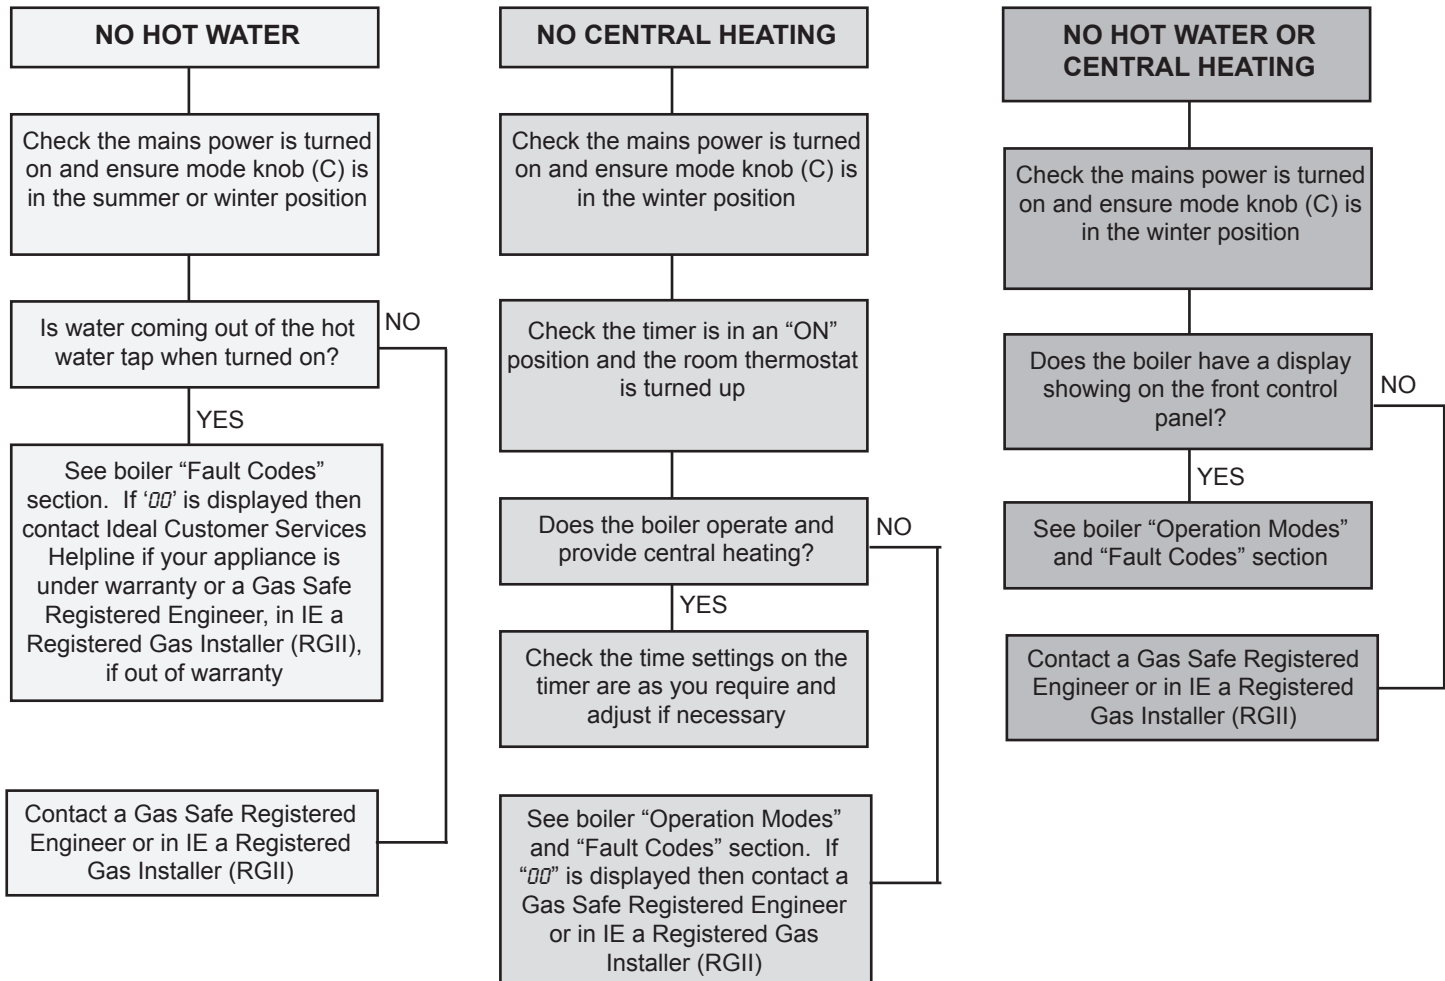 NO HOT WATER
Check the mains power is turned
on and ensure mode knob (C) is
in the summer or winter position
Is water coming out of the hot
water tap when turned on?
NO
YES
See boiler “Fault Codes”
section.  If ‘00’ is displayed then
contact Ideal Customer Services
Helpline if your appliance is
under warranty or a Gas Safe
Registered Engineer, in IE a
Registered Gas Installer (RGII),
if out of warranty
Contact a Gas Safe Registered
Engineer or in IE a Registered
Gas Installer (RGII)
NO CENTRAL HEATING
Check the mains power is turned
on and ensure mode knob (C) is
in the winter position
Check the timer is in an “ON”
position and the room thermostat
is turned up
Does the boiler operate and
provide central heating?
NO
YES
Check the time settings on the
timer are as you require and
adjust if necessary
See boiler “Operation Modes”
and “Fault Codes” section.  If
“00” is displayed then contact a
Gas Safe Registered Engineer
or in IE a Registered Gas
Installer (RGII)
NO HOT WATER OR
CENTRAL HEATING
Check the mains power is turned
on and ensure mode knob (C) is
in the winter position
Does the boiler have a display
showing on the front control
panel?
NO
YES
See boiler “Operation Modes”
and “Fault Codes” section
Contact a Gas Safe Registered
Engineer or in IE a Registered
Gas Installer (RGII)